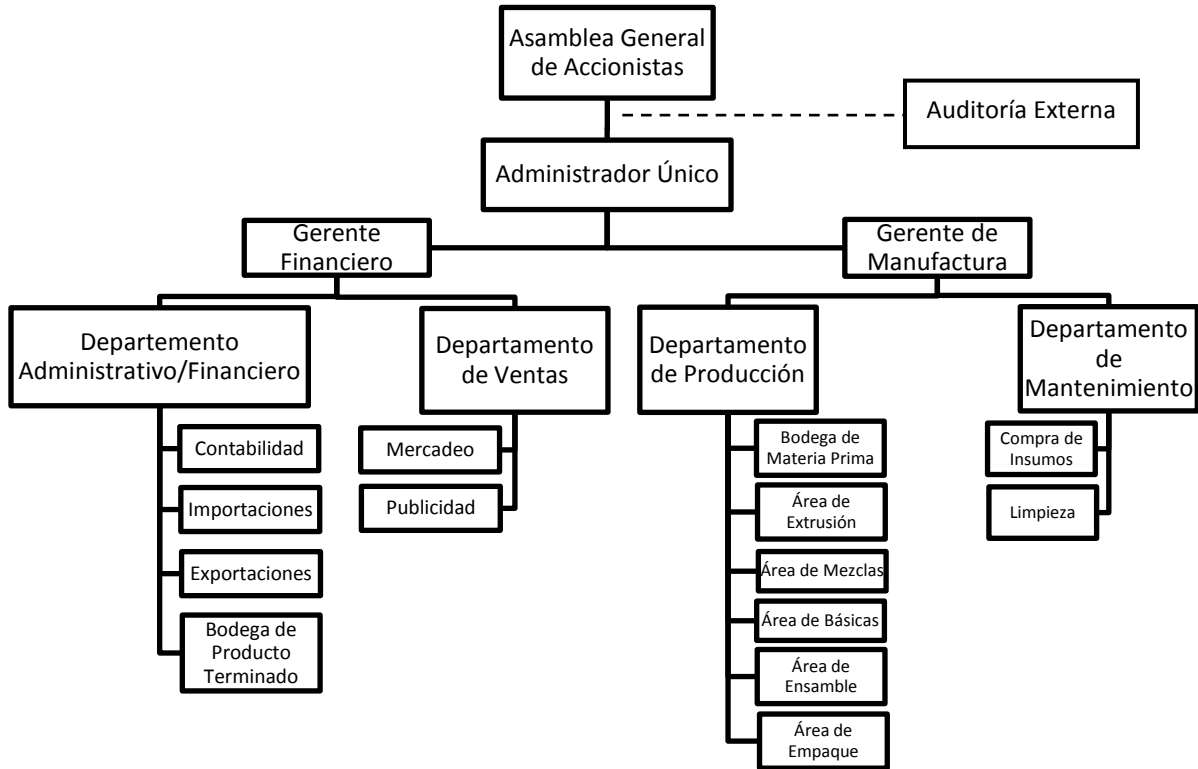 Asamblea General
de Accionistas
Auditoría Externa
Administrador Único
Gerente
Financiero
Gerente de
Manufactura
Departemento
Administrativo/Financiero
Departamento
de Ventas
Departamento
de Producción
Departamento
de
Mantenimiento
Contabilidad
Importaciones
Exportaciones
Bodega de
Producto
Terminado
Mercadeo
Publicidad
Bodega de
Materia Prima
Área de
Extrusión
Área de Mezclas
Área de Básicas
Área de
Ensamble
Área de
Empaque
Compra de
Insumos
Limpieza